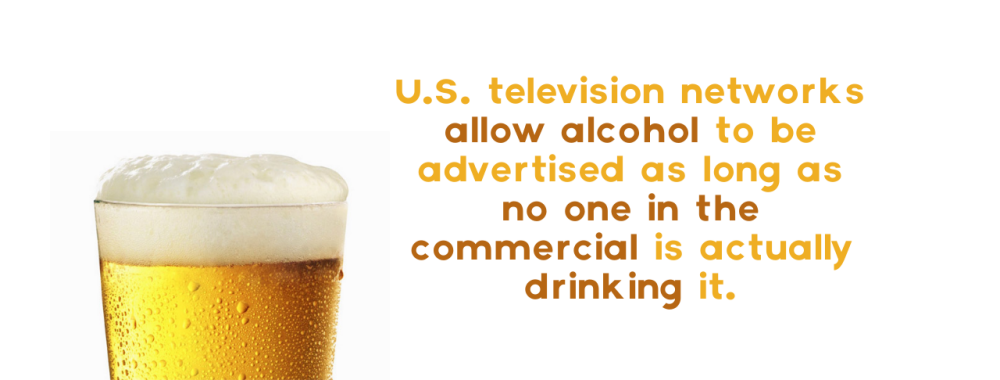 U.S. television networks
allow alcohol to be
advertised as long as
no one in the
commercial is actually
drinking it.